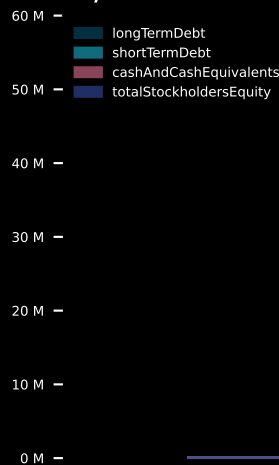 60 M
longTermDebt
shortTermDebt
cashAndCashEquivalents
50 M
totalStockholdersEquity
40 M
30 M
20 M
10 M
0 M